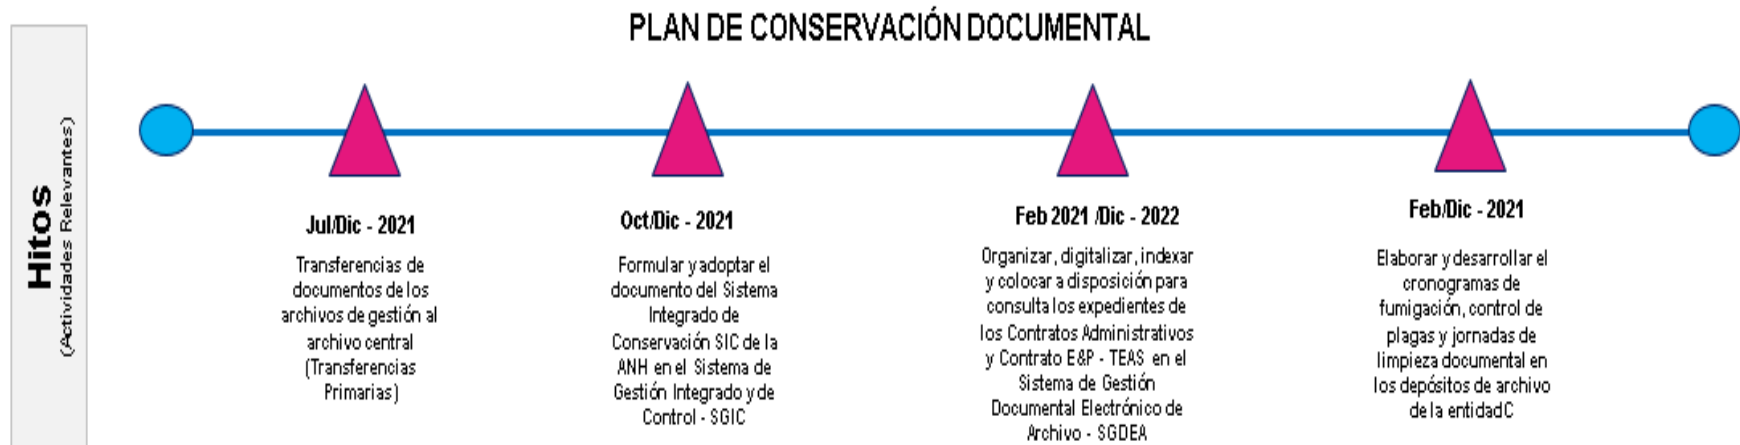 PLAN DE CONSERVACIÓN DOCUMENTAL
Hitos
(Actividades Relevantes)
Jul/Dic - 2021
Transferencias de
documentos de los
archivos de gestión al
archivo central
(Transferencias
Primarias)
Oct/Dic - 2021
Formular y adoptar el
documento del Sistema
Integrado de
Conservación SIC de la
ANH en el Sistema de
Gestión Integrado y de
Control - SGIC
Feb 2021 /Dic - 2022
Organizar, digitalizar, indexar
y colocar a disposición para
consulta los expedientes de
los Contratos Administrativos
y Contrato E&P - TEAS en el
Sistema de Gestión
Documental Electrónico de
Archivo - SGDEA
Feb/Dic - 2021
Elaborar y desarrollar el
cronogramas de
fumigación, control de
plagas y jornadas de
limpieza documental en
los depósitos de archivo
de la entidadC